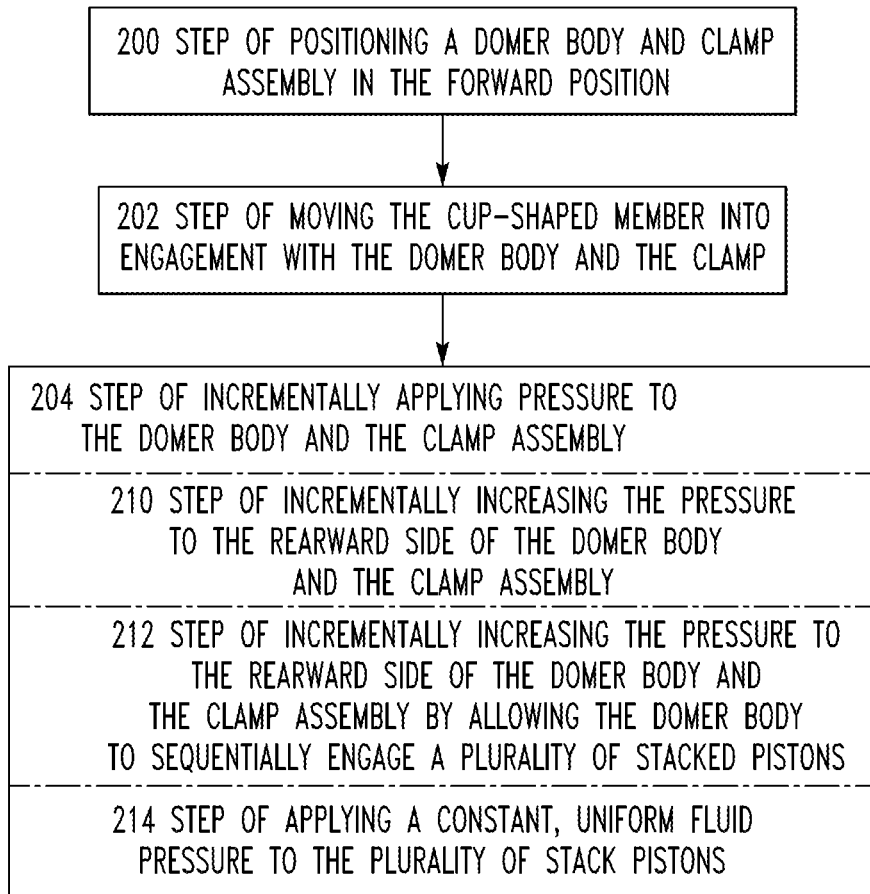 200 STEP OF POSITIONING A DOMER BODY AND CLAMP
ASSEMBLY IN THE FORWARD POSITION
202 STEP OF MOVING THE CUP-SHAPED MEMBER INTO
ENGAGEMENT WITH THE DOMER BODY AND THE CLAMP
204 STEP OF INCREMENTALLY APPLYING PRESSURE TO
THE DOMER BODY AND THE CLAMP ASSEMBLY
210 STEP OF INCREMENTALLY INCREASING THE PRESSURE
TO THE REARWARD SIDE OF THE DOMER BODY
AND THE CLAMP ASSEMBLY
212 STEP OF INCREMENTALLY INCREASING THE PRESSURE TO
THE REARWARD SIDE OF THE DOMER BODY AND
THE CLAMP ASSEMBLY BY ALLOWING THE DOMER BODY
TO SEQUENTIALLY ENGAGE A PLURALITY OF STACKED PISTONS
214 STEP OF APPLYING A CONSTANT, UNIFORM FLUID
PRESSURE TO THE PLURALITY OF STACK PISTONS